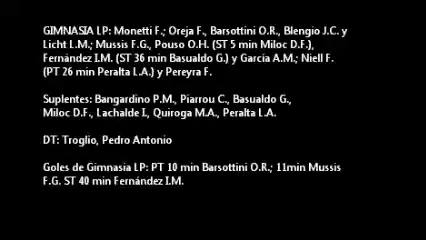 GIMNASIA LP: Monetti F.; Oreja F., Barsottini O.R., Blengio J.C. y
Licht L.M.; Mussis F.G., Pouso O.H. (ST 5 min Miloc D.F.),
Fernández I.M. (ST 36 min Basualdo G.) y García A.M.; Niell F.
(PT 26 min Peralta L.A.) y Pereyra F.
Suplentes: Bangardino P.M., Piarrou C., Basualdo G.,
Miloc D.F., Lachalde I., Quiroga M.A., Peralta L.A.
DT: Troglio, Pedro Antonio
Goles de Gimnasia LP: PT 10 min Barsottini O.R.; 11min Mussis
F.G. ST 40 min Fernández I.M.